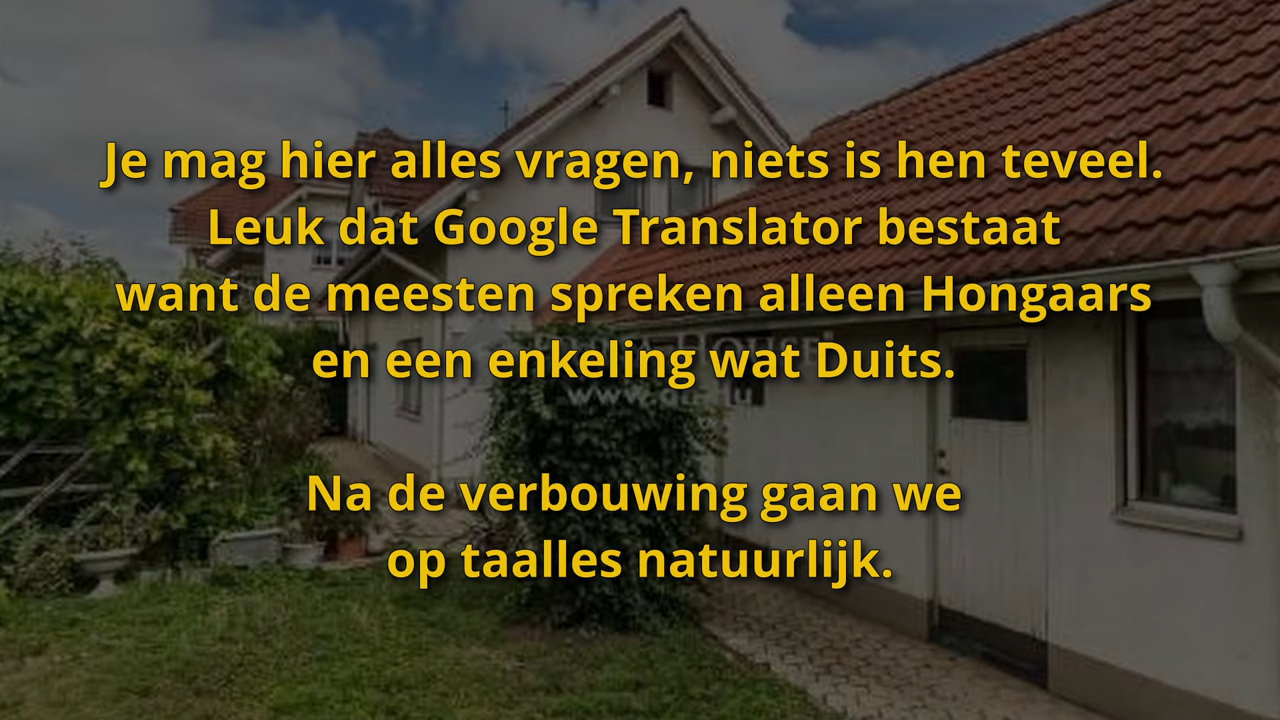 Je mag hier alles vragen, niets is hen teveel.
Leuk dat Google Translator bestaat
want de meesten spreken alleen Hongaars
en een enkeling wat Duits.
Na de verbouwing gaan we
op taalles natuurlijk.